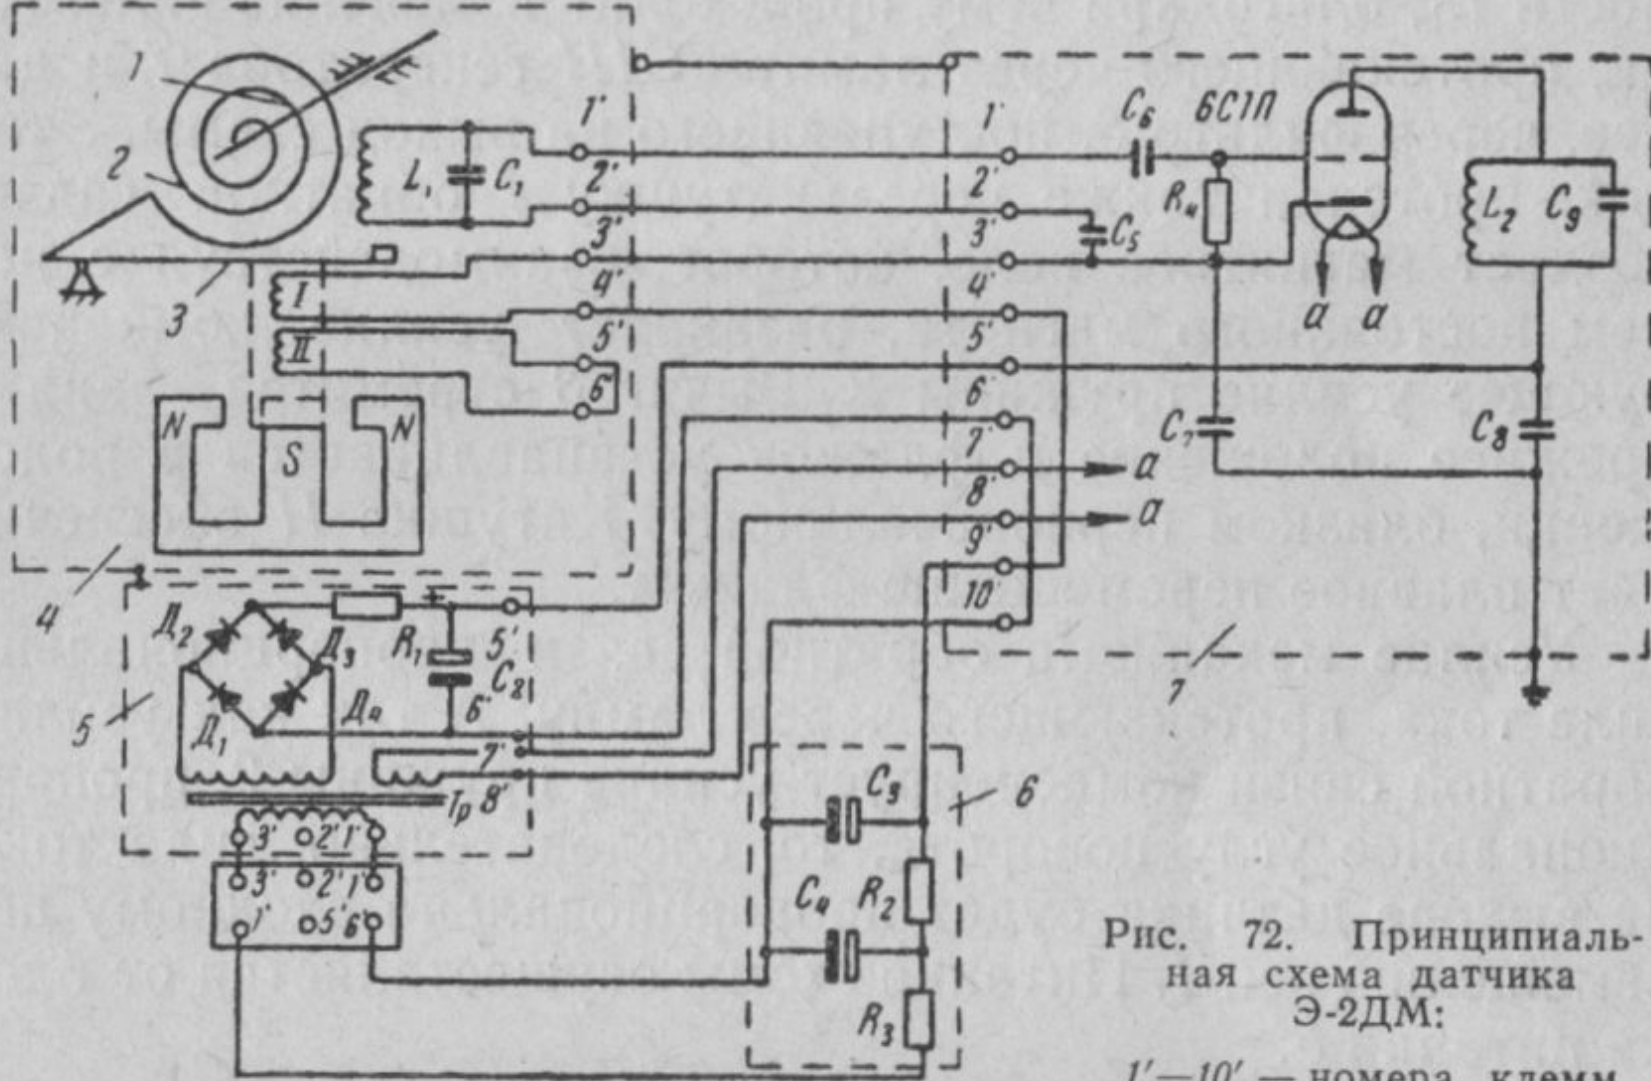 1
2
3
4
5
L₁ C₁
I
II
N S N
1'
2'
3'
4'
5'
6
1'
2'
3'
4'
5'
6'
7'
8'
9'
10'
C₆ 6С1П
R₄
C₅
a a
L₂ C₉
C₇ C₈
a
a
7
Д₂ Д₃
Д₁ Д₄
R₁ +
C₂
5'
6'
7'
Тр 8'
3' 2' 1'
3' 2' 1'
1' 5' 6'
C₃
C₄ R₂
R₃
6
Рис. 72. Принципиаль-
ная схема датчика
Э-2ДМ:
1'—10' — номера клемм